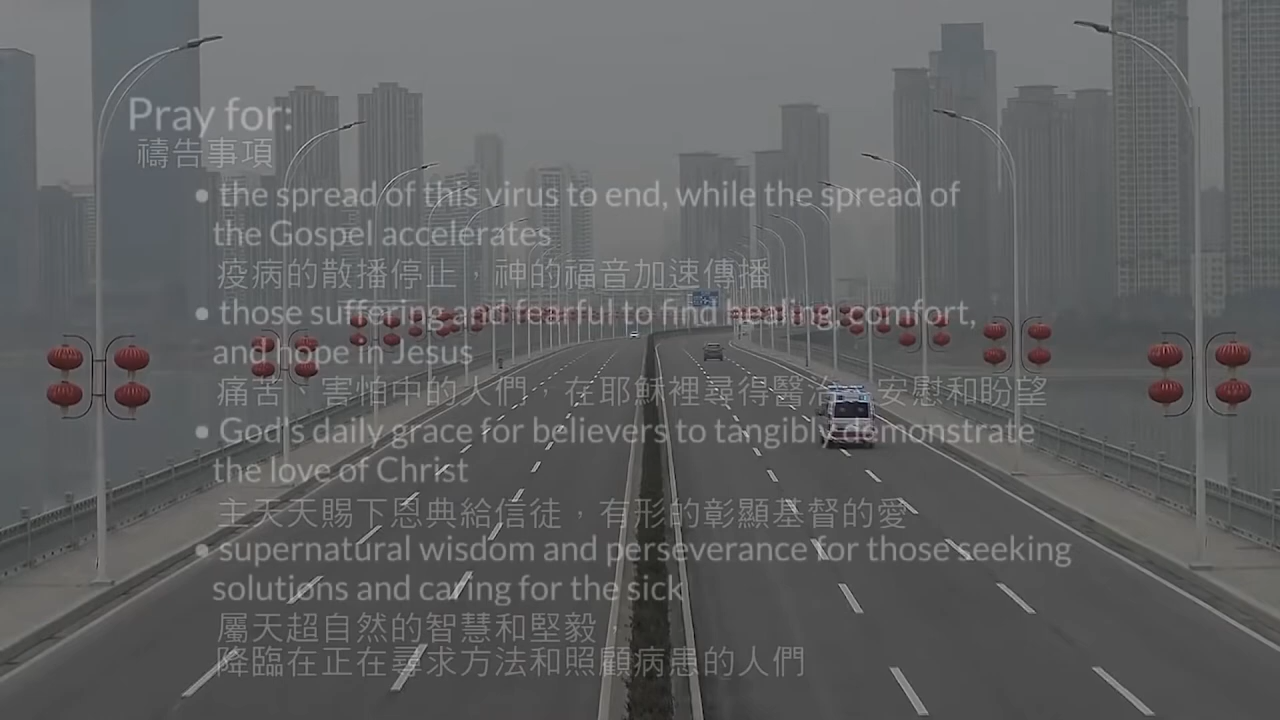 Pray for:
禱告事項
• the spread of this virus to end, while the spread of
the Gospel accelerates
疫病的散播停止，神的福音加速傳播
• those suffering and fearful to find healing, comfort,
and hope in Jesus
痛苦、害怕中的人們，在耶穌裡尋得醫治、安慰和盼望
• God's daily grace for believers to tangibly demonstrate
the love of Christ
主天天賜下恩典給信徒，有形的彰顯基督的愛
• supernatural wisdom and perseverance for those seeking
solutions and caring for the sick
屬天超自然的智慧和堅毅
降臨在正在尋求方法和照顧病患的人們